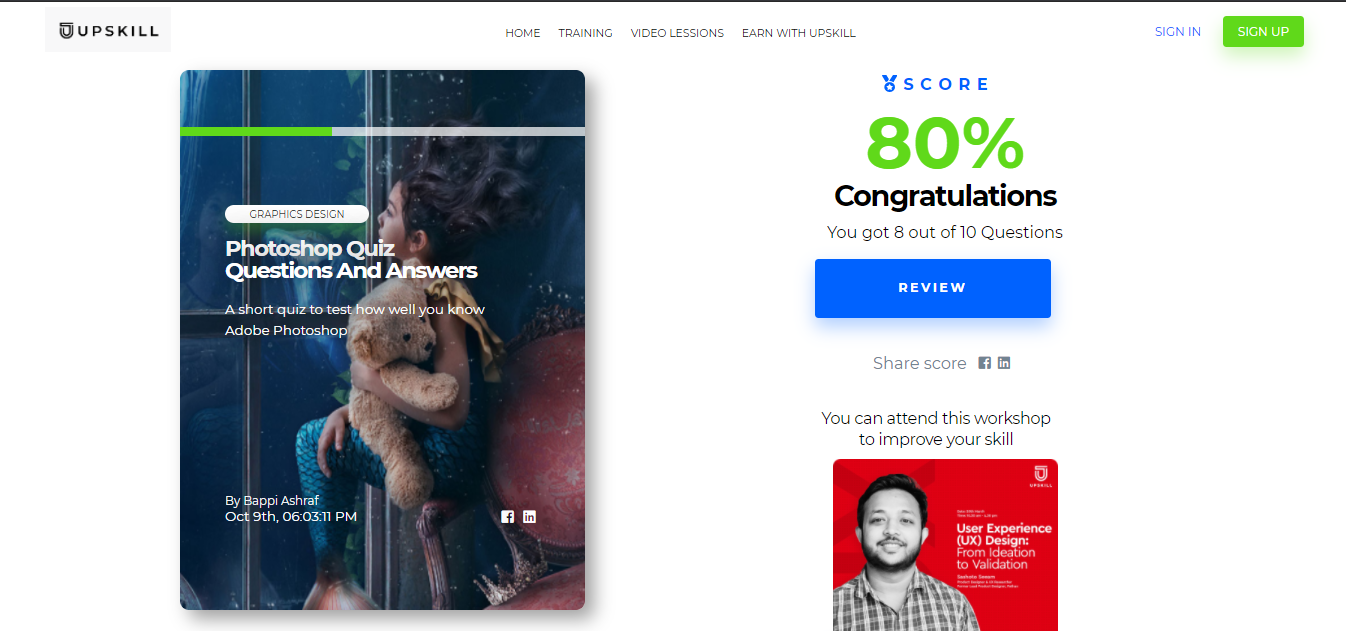 UPSKILL
HOME TRAINING VIDEO LESSIONS EARN WITH UPSKILL
SIGN IN SIGN UP
GRAPHICS DESIGN
Photoshop Quiz
Questions And Answers
A short quiz to test how well you know
Adobe Photoshop
By Bappi Ashraf
Oct 9th, 06:03:11 PM
SCORE
80%
Congratulations
You got 8 out of 10 Questions
REVIEW
Share score
You can attend this workshop
to improve your skill
UPSKILL
User Experience
(UX) Design:
From Ideation
to Validation